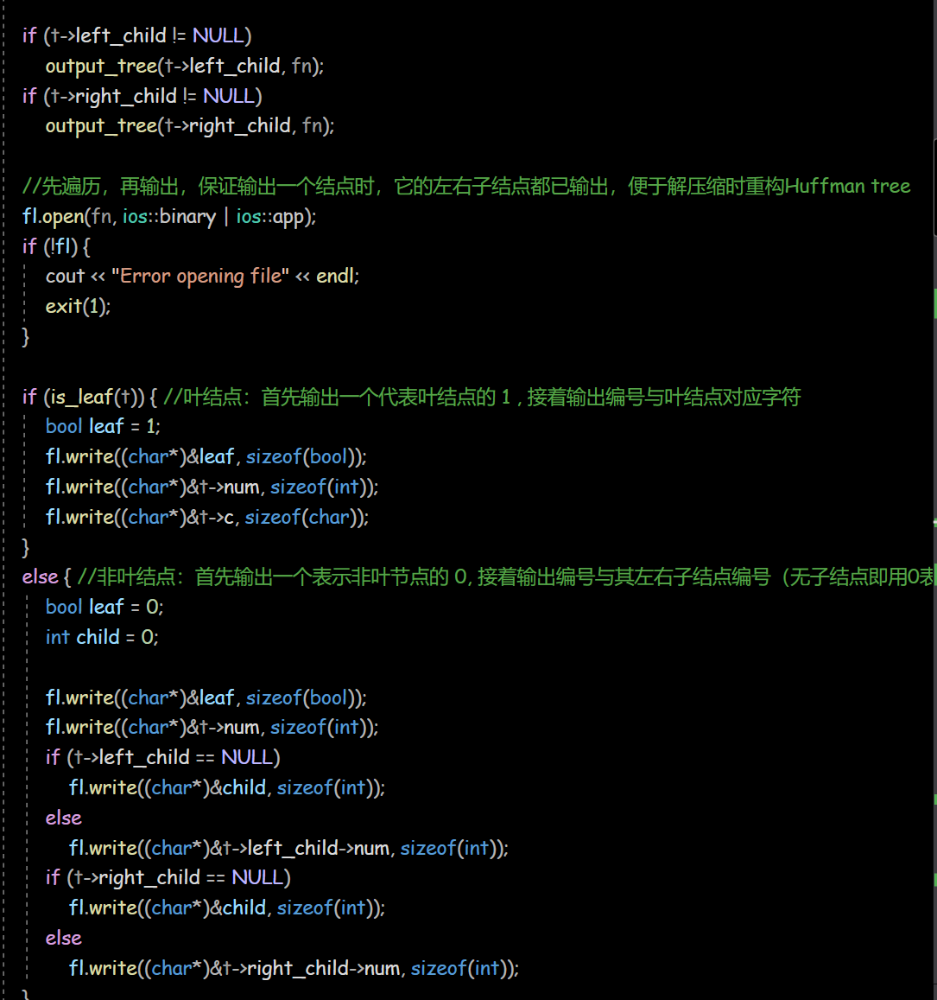 if (t->left_child != NULL)
output_tree(t->left_child, fn);
if (t->right_child != NULL)
output_tree(t->right_child, fn);
//先遍历，再输出，保证输出一个结点时，它的左右子结点都已输出，便于解压缩时重构Huffman tree
fl.open(fn, ios::binary | ios::app);
if (!fl) {
cout << "Error opening file" << endl;
exit(1);
}
if (is_leaf(t)) { //叶结点：首先输出一个代表叶结点的 1 , 接着输出编号与叶结点对应字符
bool leaf = 1;
fl.write((char*)&leaf, sizeof(bool));
fl.write((char*)&t->num, sizeof(int));
fl.write((char*)&t->c, sizeof(char));
}
else { //非叶结点：首先输出一个表示非叶节点的 0, 接着输出编号与其左右子结点编号（无子结点即用0表
bool leaf = 0;
int child = 0;
fl.write((char*)&leaf, sizeof(bool));
fl.write((char*)&t->num, sizeof(int));
if (t->left_child == NULL)
fl.write((char*)&child, sizeof(int));
else
fl.write((char*)&t->left_child->num, sizeof(int));
if (t->right_child == NULL)
fl.write((char*)&child, sizeof(int));
else
fl.write((char*)&t->right_child->num, sizeof(int));
}